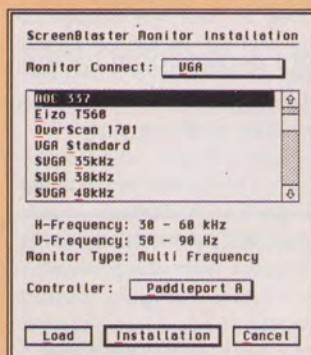 ScreenBlaster Monitor Installation
Monitor Connect: VGA
AOC 337
Eizo T560
OverScan 1701
VGA Standard
SVGA 35kHz
SVGA 38kHz
SVGA 48kHz
H-Frequency: 30 - 60 kHz
V-Frequency: 50 - 90 Hz
Monitor Type: Multi Frequency
Controller: Paddleport A
Load Installation Cancel